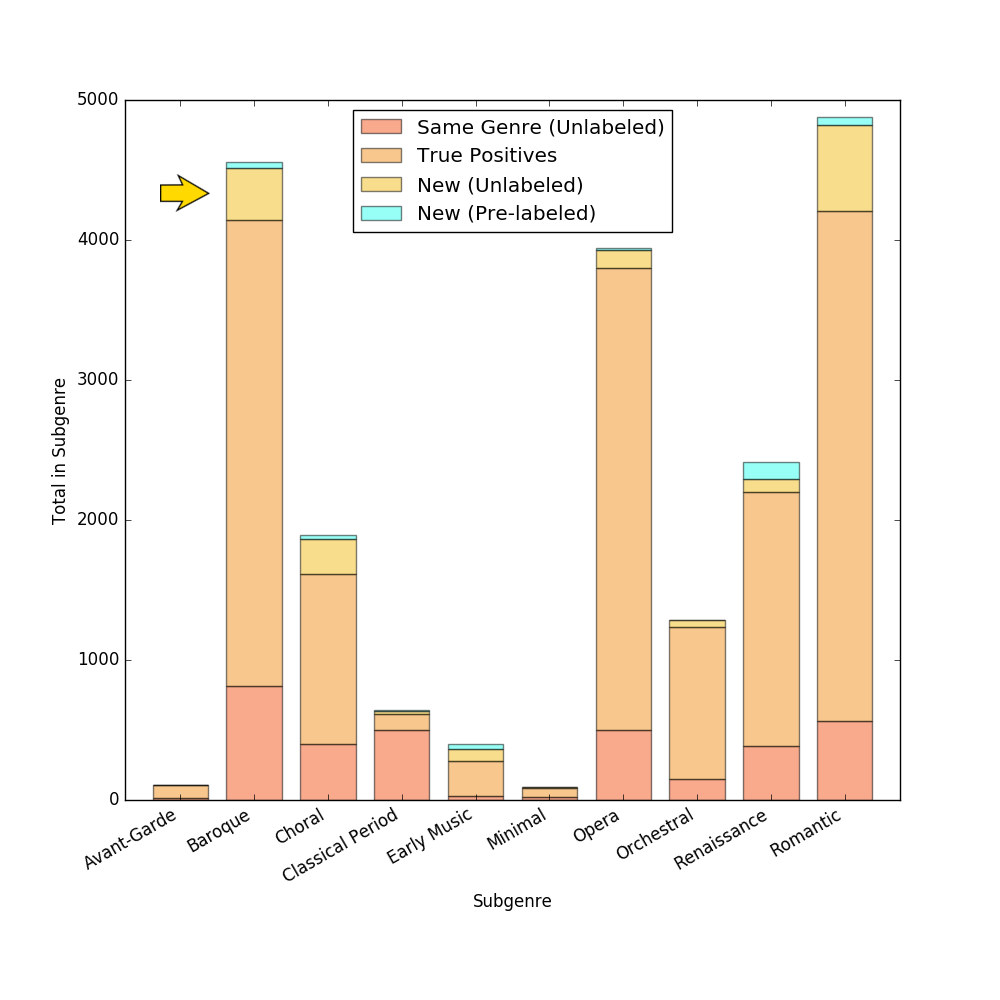 5000
4000
3000
2000
1000
0
Total in Subgenre
Same Genre (Unlabeled)
True Positives
New (Unlabeled)
New (Pre-labeled)
Avant-Garde
Baroque
Choral
Classical Period
Early Music
Minimal
Opera
Orchestral
Renaissance
Romantic
Subgenre